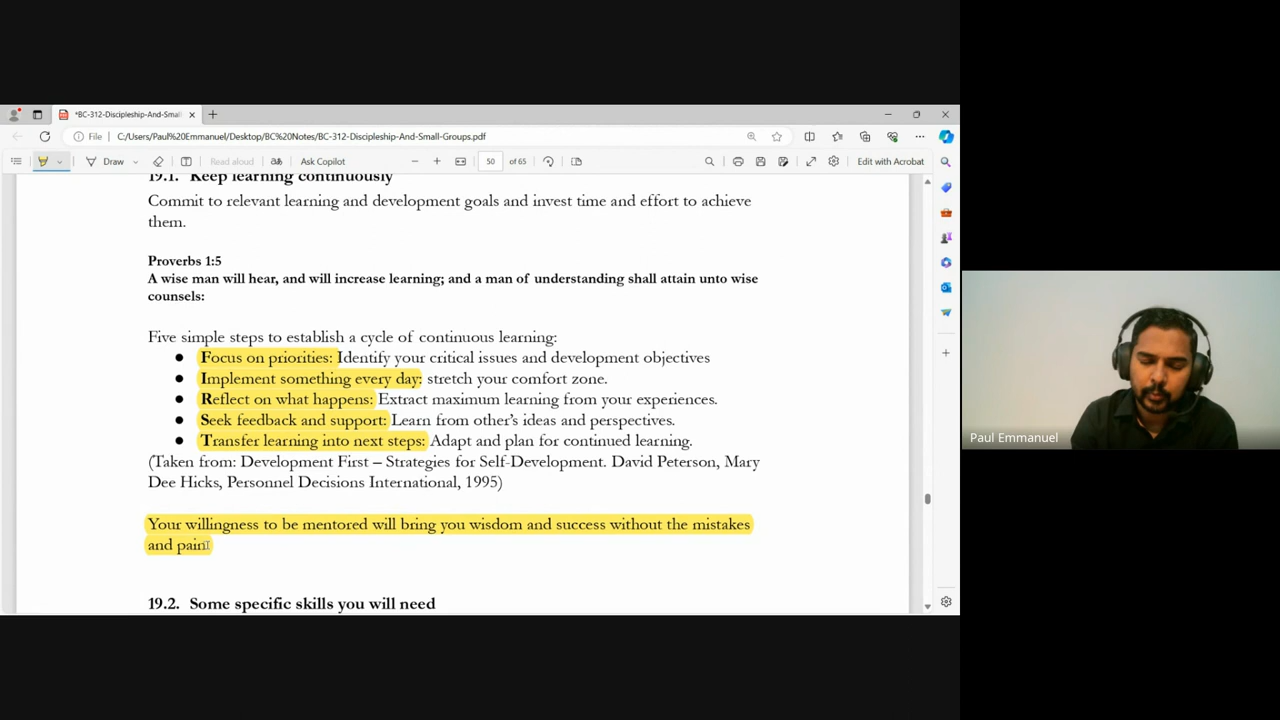 *BC-312-Discipleship-And-Small
File
C:/Users/Paul%20Emmanuel/Desktop/BC%20Notes/BC-312-Discipleship-And-Small-Groups.pdf
Draw
Read aloud
Ask Copilot
50
of 65
Edit with Acrobat
19.1. Keep learning continuously
Commit to relevant learning and development goals and invest time and effort to achieve
them.
Proverbs 1:5
A wise man will hear, and will increase learning; and a man of understanding shall attain unto wise
counsels:
Five simple steps to establish a cycle of continuous learning:
● Focus on priorities: Identify your critical issues and development objectives
● Implement something every day: stretch your comfort zone.
● Reflect on what happens: Extract maximum learning from your experiences.
● Seek feedback and support: Learn from other's ideas and perspectives.
● Transfer learning into next steps: Adapt and plan for continued learning.
(Taken from: Development First – Strategies for Self-Development. David Peterson, Mary
Dee Hicks, Personnel Decisions International, 1995)
Your willingness to be mentored will bring you wisdom and success without the mistakes
and pain
19.2. Some specific skills you will need
Paul Emmanuel